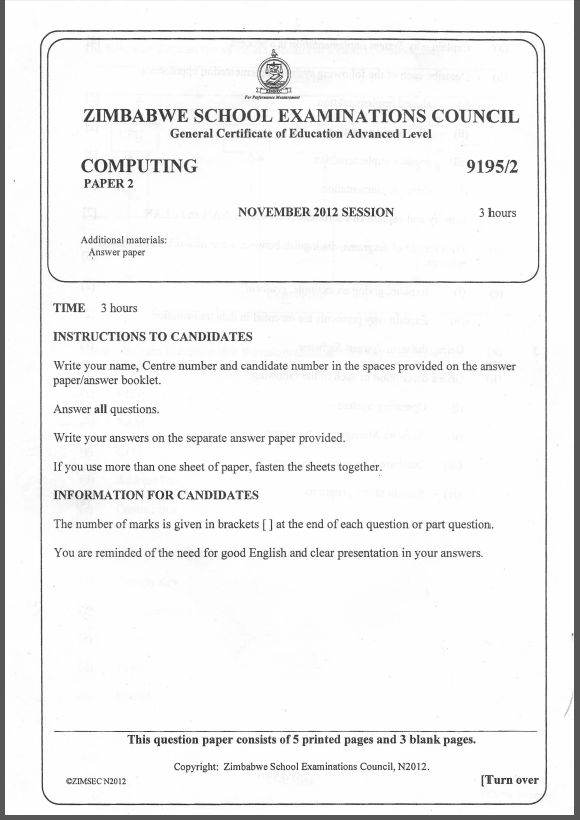 For Performance Measurement
ZIMBABWE SCHOOL EXAMINATIONS COUNCIL
General Certificate of Education Advanced Level
COMPUTING 9195/2
PAPER 2
NOVEMBER 2012 SESSION 3 hours
Additional materials:
Answer paper
TIME 3 hours
INSTRUCTIONS TO CANDIDATES
Write your name, Centre number and candidate number in the spaces provided on the answer
paper/answer booklet.
Answer all questions.
Write your answers on the separate answer paper provided.
If you use more than one sheet of paper, fasten the sheets together.
INFORMATION FOR CANDIDATES
The number of marks is given in brackets [ ] at the end of each question or part question.
You are reminded of the need for good English and clear presentation in your answers.
This question paper consists of 5 printed pages and 3 blank pages.
Copyright: Zimbabwe School Examinations Council, N2012.
©ZIMSEC N2012 [Turn over